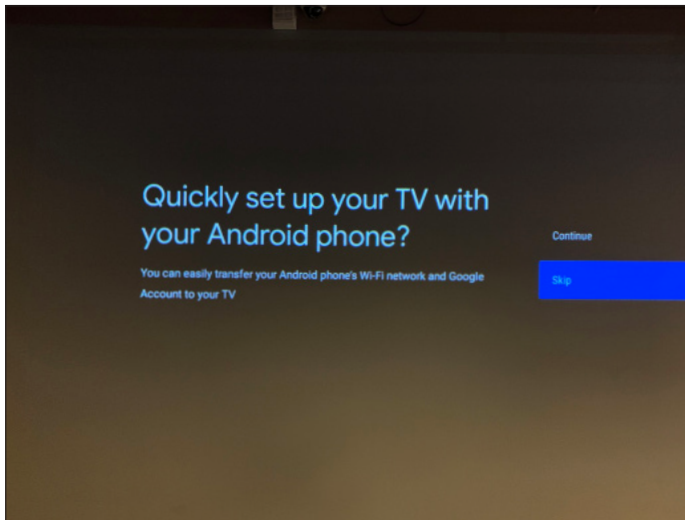 Quickly set up your TV with
your Android phone?
You can easily transfer your Android phone's Wi-Fi network and Google
Account to your TV
Continue
Skip